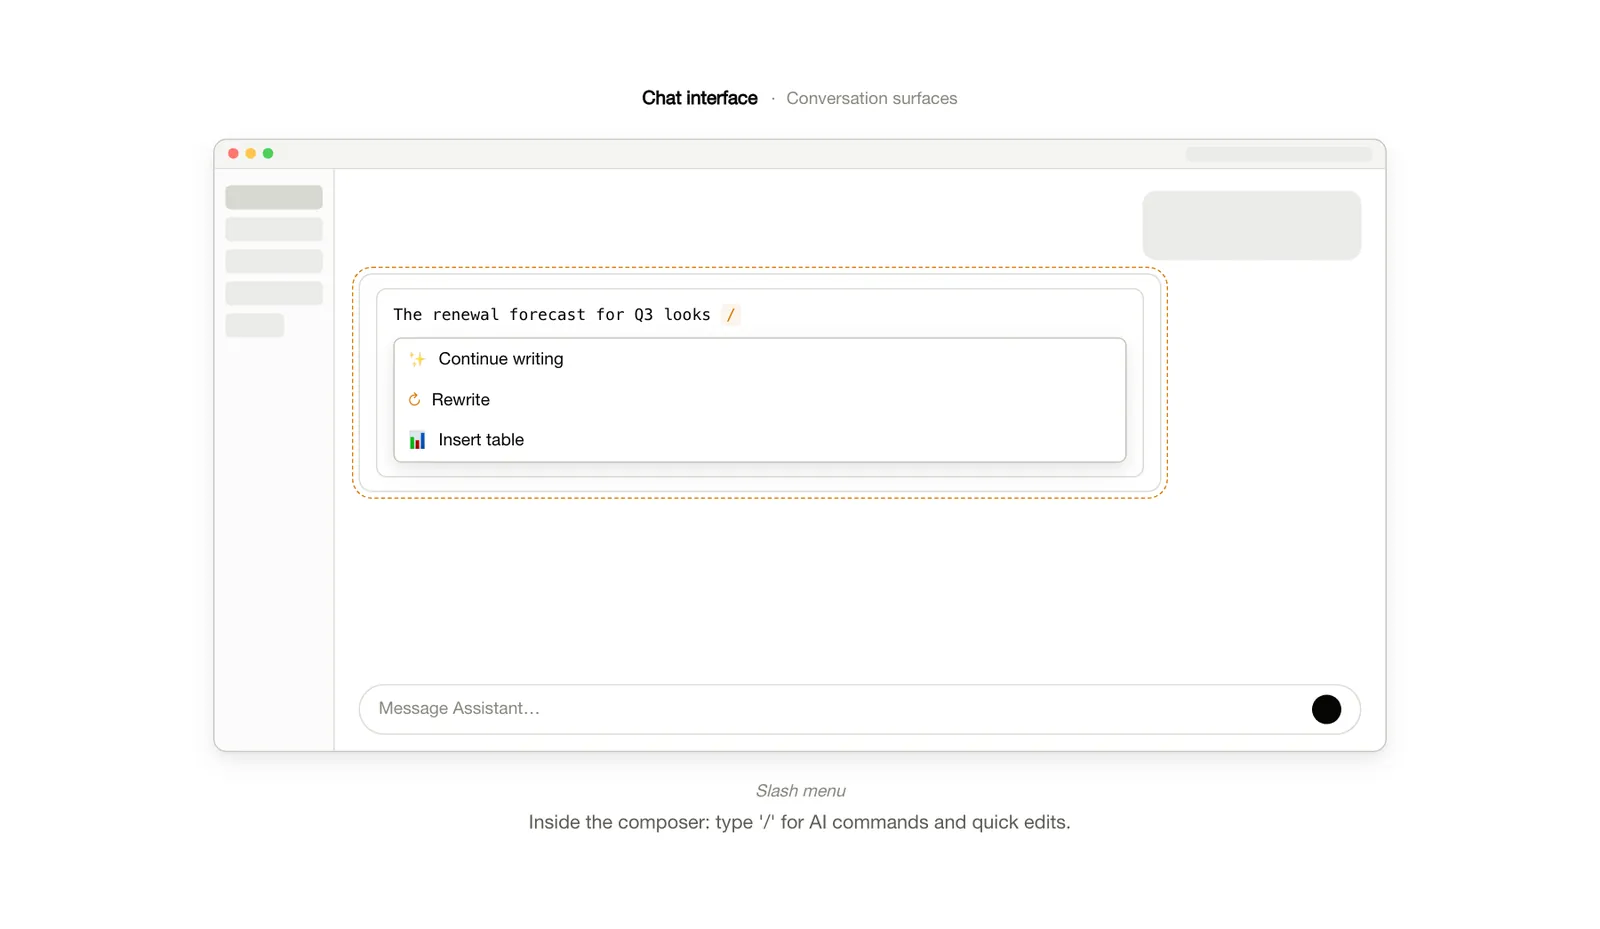 Chat interface · Conversation surfaces
The renewal forecast for Q3 looks /
Continue writing
Rewrite
Insert table
Message Assistant...
Slash menu
Inside the composer: type '/' for AI commands and quick edits.